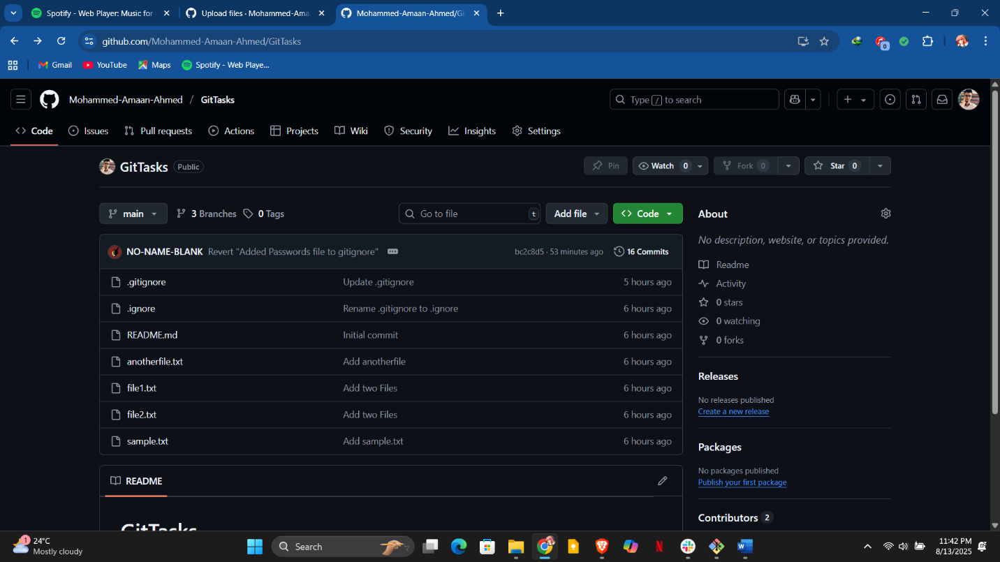 Spotify - Web Player: Music for
Upload files · Mohammed-Ama
Mohammed-Amaan-Ahmed/Gi
github.com/Mohammed-Amaan-Ahmed/GitTasks
0
Gmail
YouTube
Maps
Spotify - Web Playe...
Mohammed-Amaan-Ahmed / GitTasks
Type / to search
Code
Issues
Pull requests
Actions
Projects
Wiki
Security
Insights
Settings
GitTasks Public
Pin
Watch 0
Fork 0
Star 0
main
3 Branches
0 Tags
Go to file t
Add file
<> Code
NO-NAME-BLANK Revert "Added Passwords file to gitignore" bc2c8d5 · 53 minutes ago 16 Commits
.gitignore Update .gitignore 5 hours ago
.ignore Rename .gitignore to .ignore 6 hours ago
README.md Initial commit 6 hours ago
anotherfile.txt Add anotherfile 6 hours ago
file1.txt Add two Files 6 hours ago
file2.txt Add two Files 6 hours ago
sample.txt Add sample.txt 6 hours ago
README
GitTasks
About
No description, website, or topics provided.
Readme
Activity
0 stars
0 watching
0 forks
Releases
No releases published
Create a new release
Packages
No packages published
Publish your first package
Contributors 2
1
24°C
Mostly cloudy
Search
11:42 PM
8/13/2025